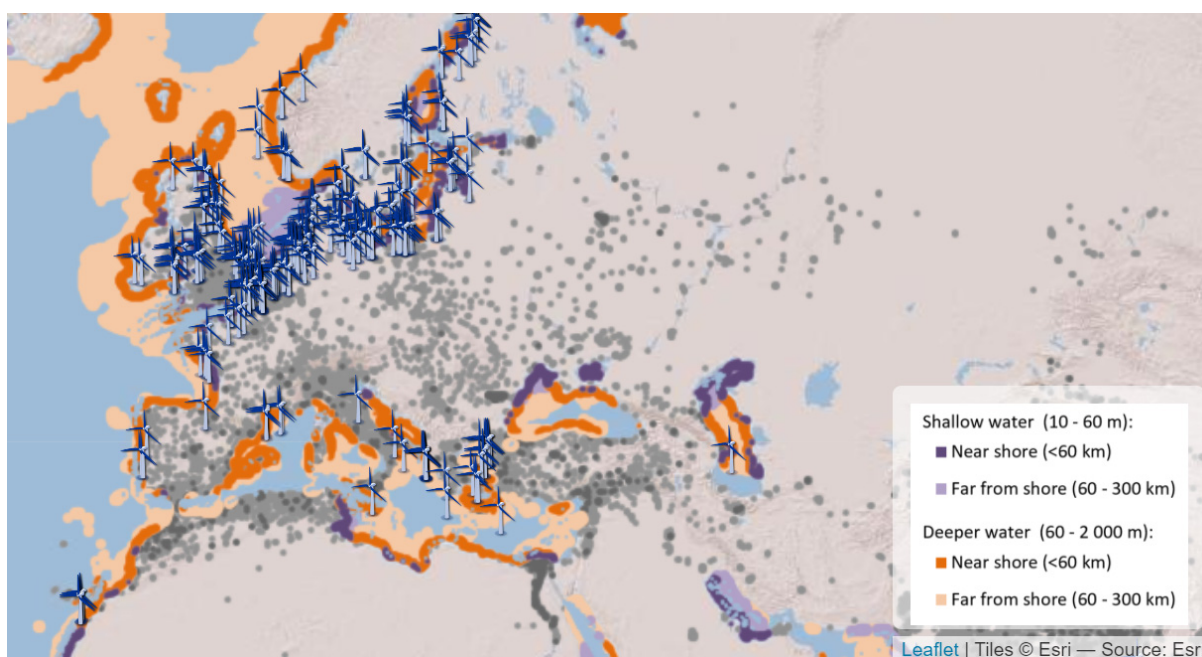 Shallow water (10 - 60 m):
Near shore (<60 km)
Far from shore (60 - 300 km)
Deeper water (60 - 2 000 m):
Near shore (<60 km)
Far from shore (60 - 300 km)
Leaflet | Tiles © Esri — Source: Esr